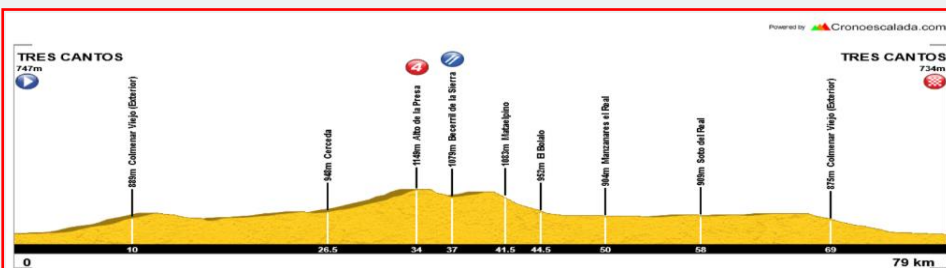 Powered by Cronoescalada.com
TRES CANTOS
747m
TRES CANTOS
734m
4
889m Colmenar Viejo (Exterior)
948m Cerceda
1149m Alto de la Presa
1079m Becerril de la Sierra
1083m Mataelpino
952m El Bolalo
904m Manzanares el Real
909m Soto del Real
875m Colmenar Viejo (Exterior)
10
26.5
34
37
41.5
44.5
50
58
69
0
79 km